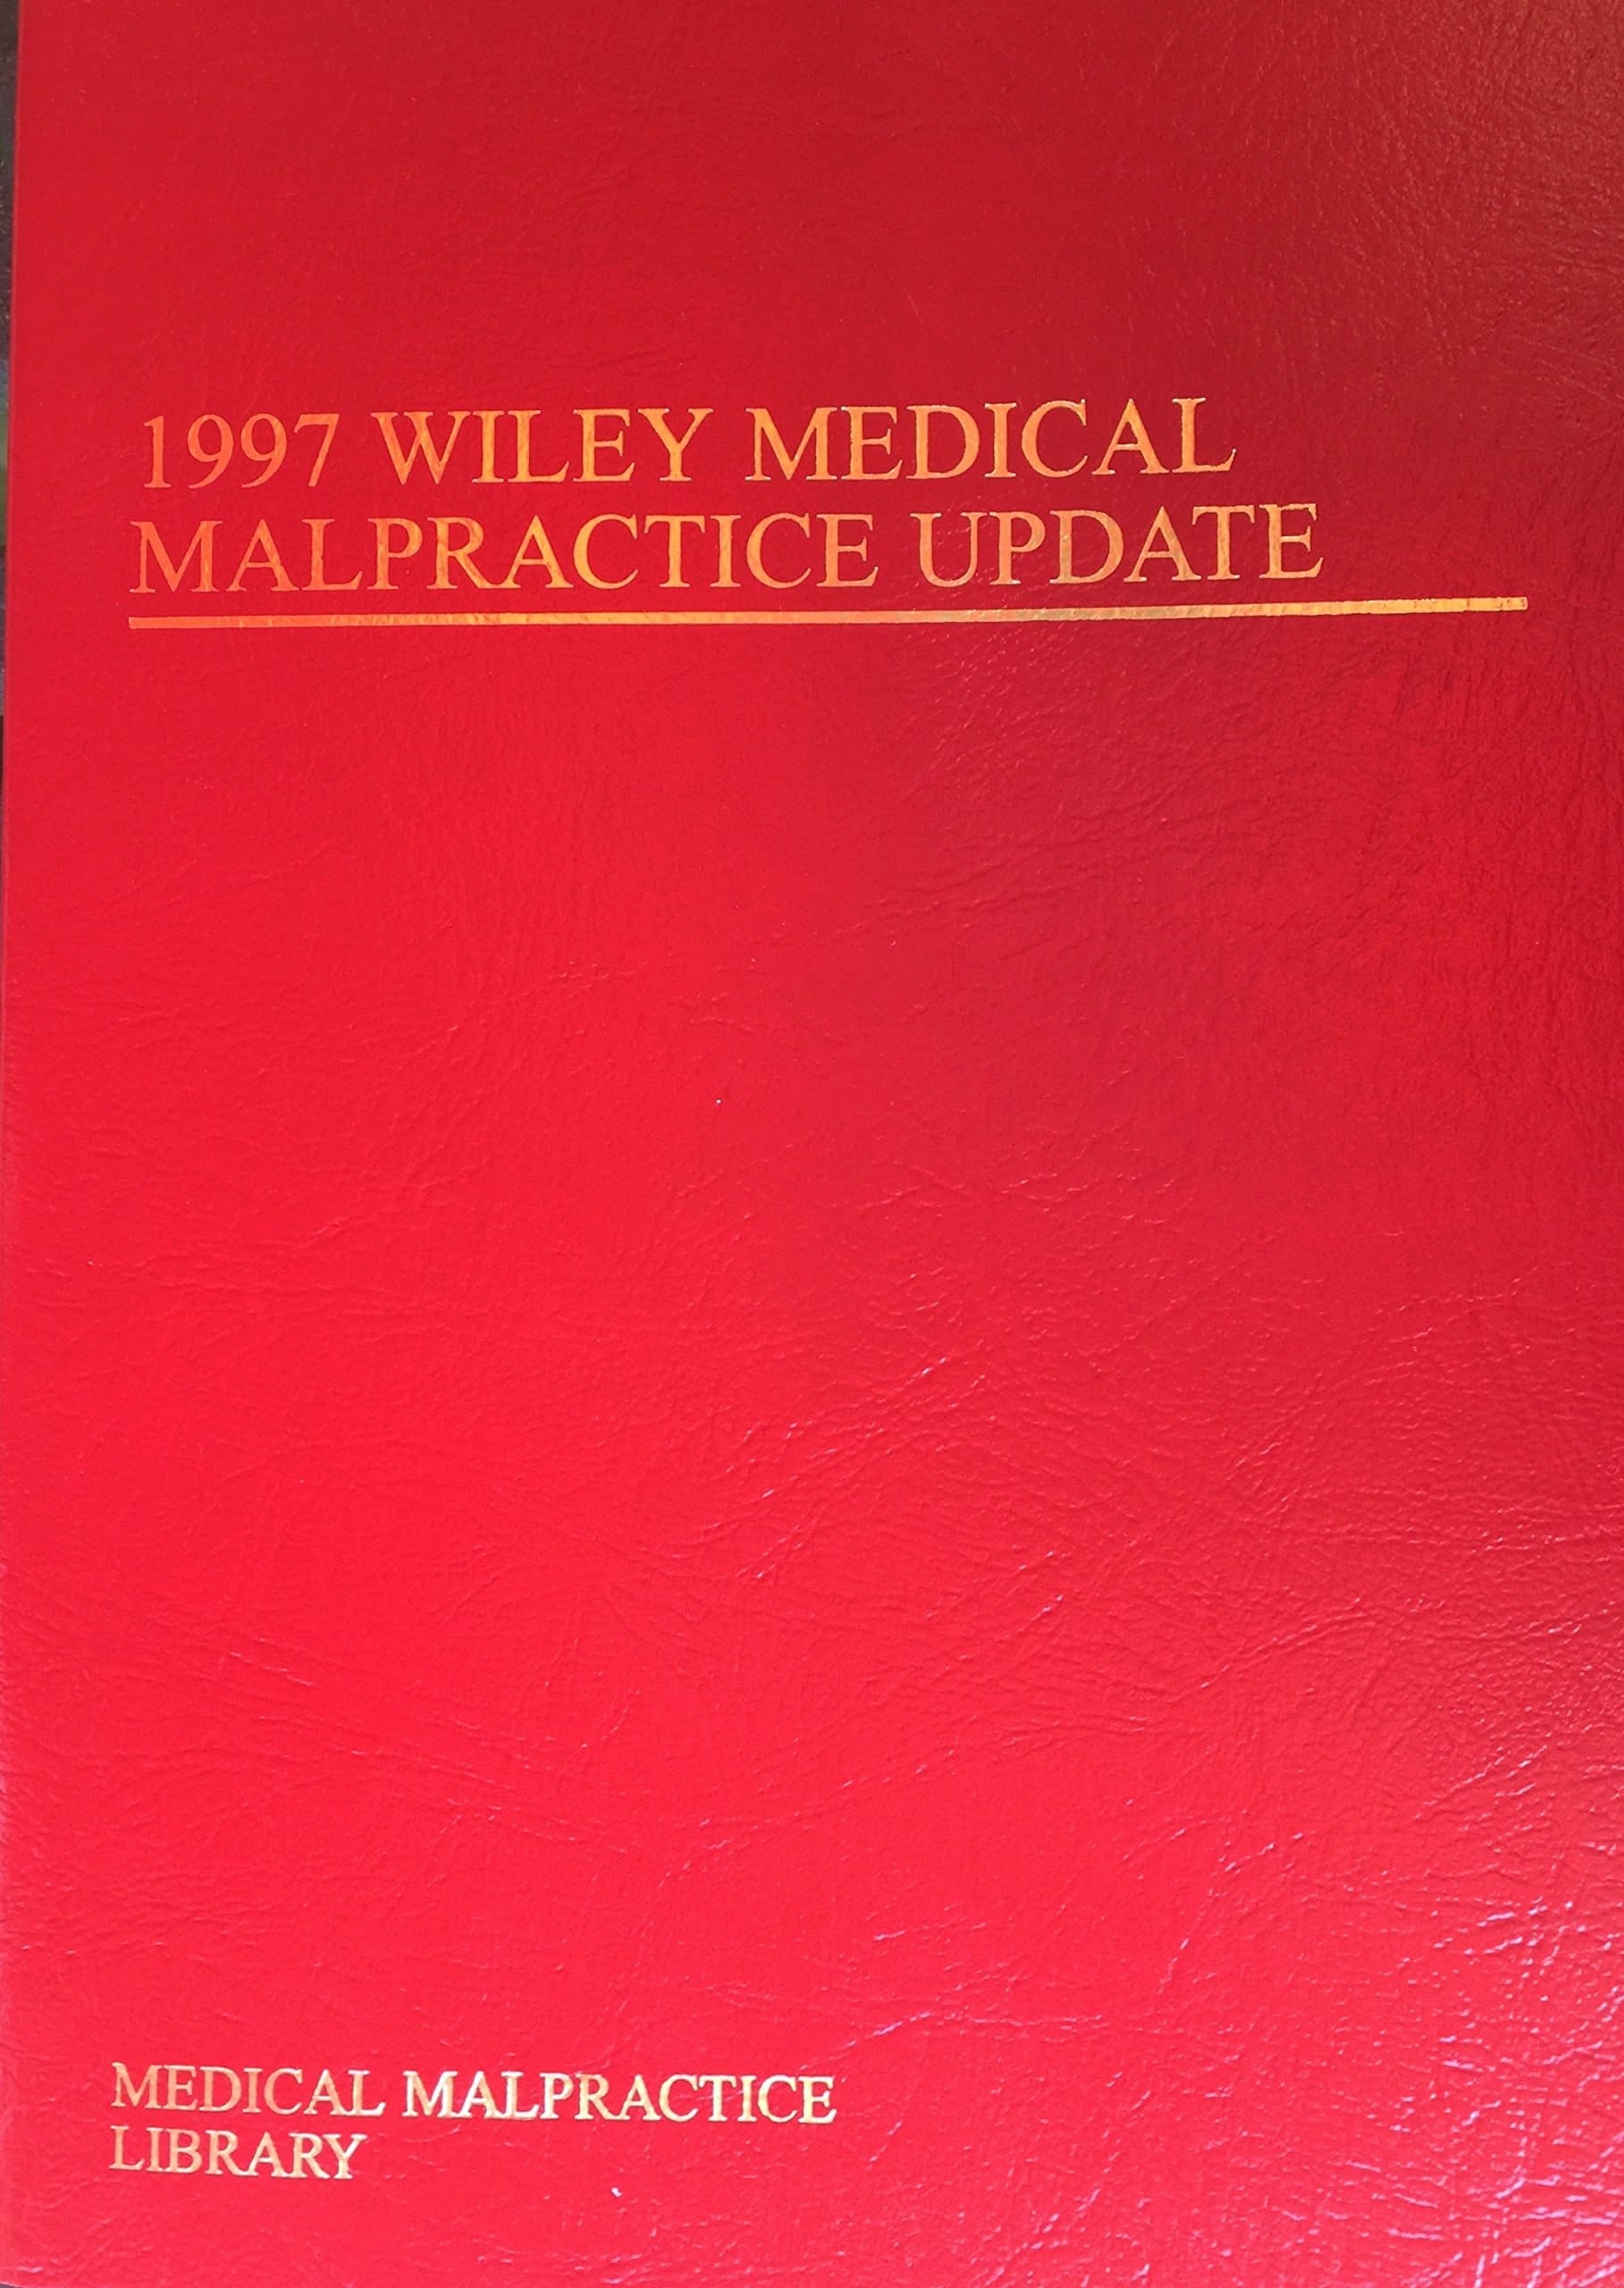 1997 WILEY MEDICAL
MALPRACTICE UPDATE
MEDICAL MALPRACTICE
LIBRARY